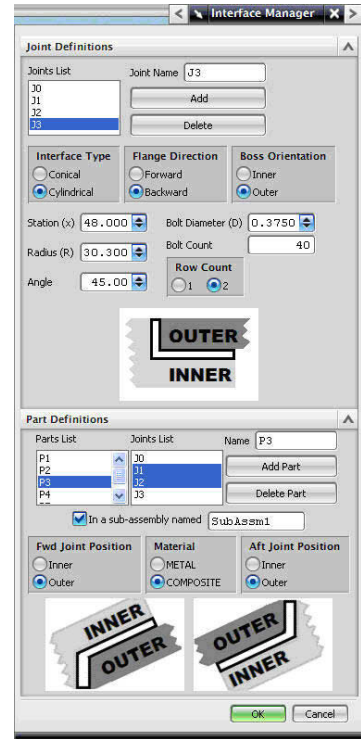 Interface Manager
Joint Definitions
Joints List
Joint Name J3
J0
J1
J2
J3
Add
Delete
Interface Type
Conical
Cylindrical
Flange Direction
Forward
Backward
Boss Orientation
Inner
Outer
Station (x) 48.000
Bolt Diameter (D) 0.3750
Radius (R) 30.300
Bolt Count 40
Angle 45.00
Row Count
1 2
OUTER
INNER
Part Definitions
Parts List
P1
P2
P3
P4
Joints List
J0
J1
J2
J3
Name P3
Add Part
Delete Part
In a sub-assembly named SubAssm1
Fwd Joint Position
Inner
Outer
Material
METAL
COMPOSITE
Aft Joint Position
Inner
Outer
INNER
OUTER
OUTER
INNER
OK Cancel